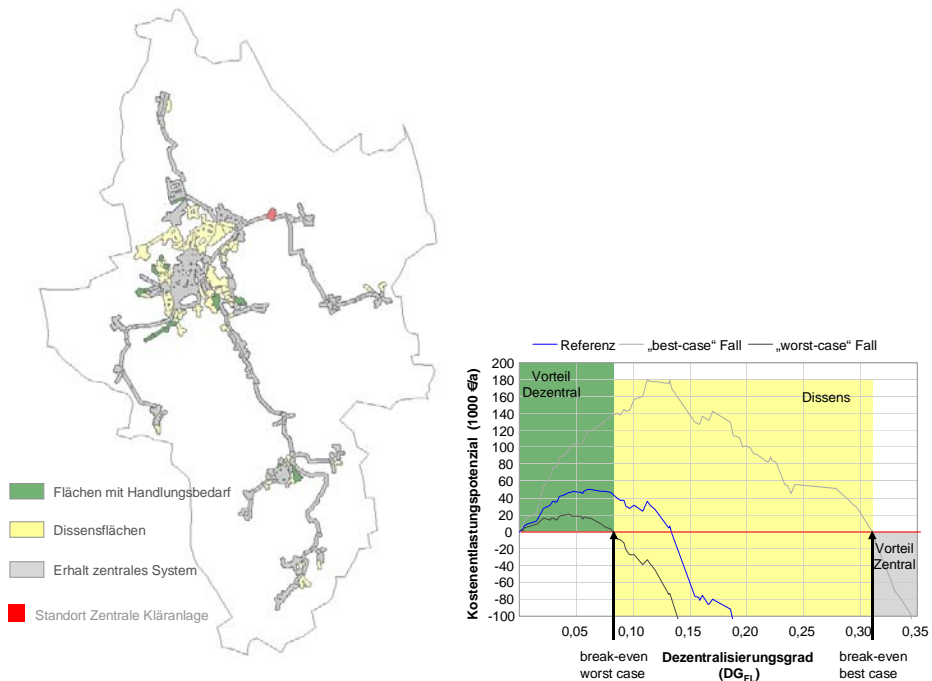 Flächen mit Handlungsbedarf
Dissensflächen
Erhalt zentrales System
Standort Zentrale Kläranlage
Referenz
„best-case“ Fall
„worst-case“ Fall
Kostenentlastungspotenzial (1000 €/a)
200
180
160
140
120
100
80
60
40
20
0
-20
-40
-60
-80
-100
Vorteil
Dezentral
Dissens
Vorteil
Zentral
0,05
0,10
0,15
0,20
0,25
0,30
0,35
break-even
worst case
Dezentralisierungsgrad
(DG_FL)
break-even
best case